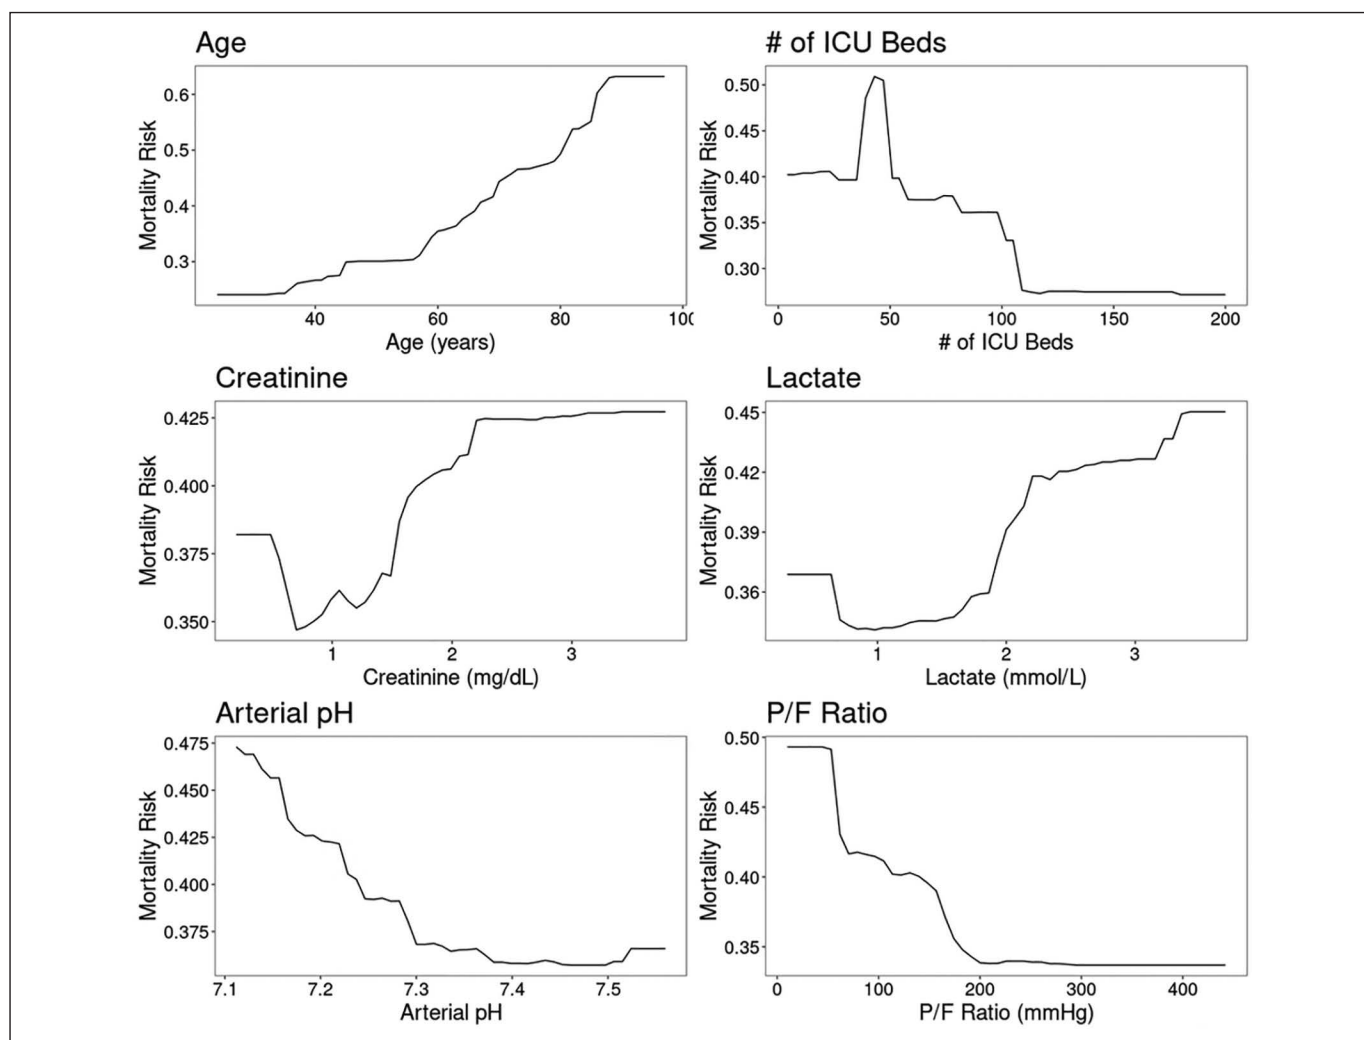 Age
Mortality Risk
0.6
0.5
0.4
0.3
40 60 80 100
Age (years)
# of ICU Beds
Mortality Risk
0.50
0.45
0.40
0.35
0.30
0 50 100 150 200
# of ICU Beds
Creatinine
Mortality Risk
0.425
0.400
0.375
0.350
1 2 3
Creatinine (mg/dL)
Lactate
Mortality Risk
0.45
0.42
0.39
0.36
1 2 3
Lactate (mmol/L)
Arterial pH
Mortality Risk
0.475
0.450
0.425
0.400
0.375
7.1 7.2 7.3 7.4 7.5
Arterial pH
P/F Ratio
Mortality Risk
0.50
0.45
0.40
0.35
0 100 200 300 400
P/F Ratio (mmHg)